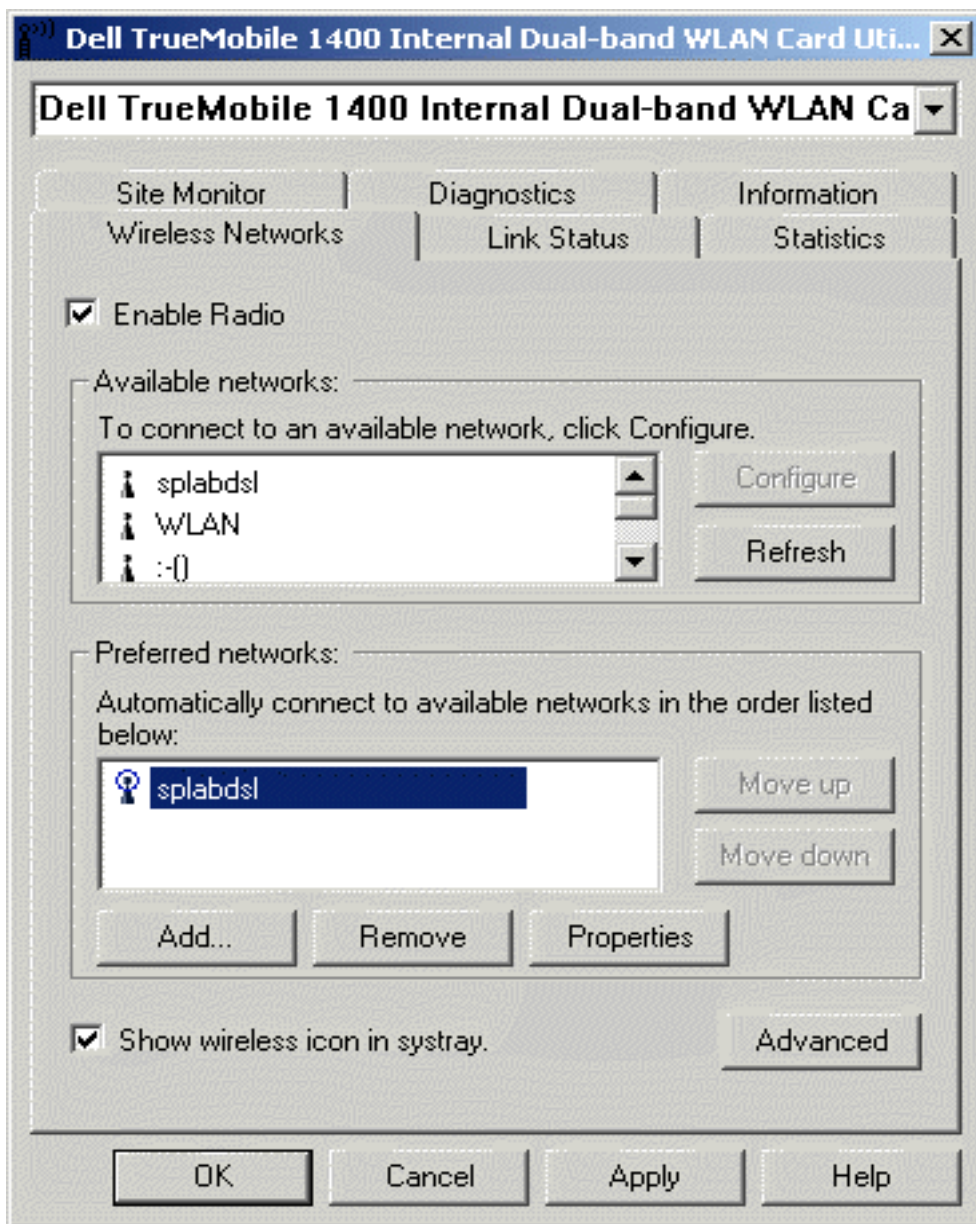 Dell TrueMobile 1400 Internal Dual-band WLAN Card Uti...
Dell TrueMobile 1400 Internal Dual-band WLAN Ca
Site Monitor Diagnostics Information
Wireless Networks Link Status Statistics
Enable Radio
Available networks:
To connect to an available network, click Configure.
splabdsl
WLAN
:-()
Configure
Refresh
Preferred networks:
Automatically connect to available networks in the order listed
below:
splabdsl
Move up
Move down
Add... Remove Properties
Show wireless icon in systray.
Advanced
OK Cancel Apply Help